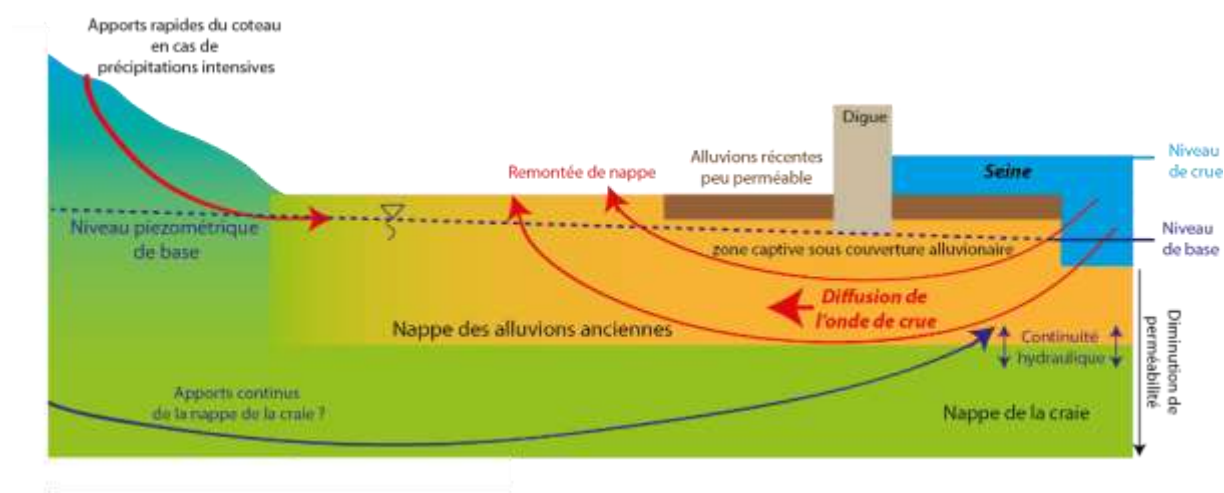 Apports rapides du coteau
en cas de
précipitations intensives
Digue
Alluvions récentes
peu perméable
Remontée de nappe
Seine
Niveau
de crue
Niveau piezométrique
de base
zone captive sous couverture alluvionaire
Niveau
de base
Diffusion de
l'onde de crue
Nappe des alluvions anciennes
Continuité
hydraulique
Diminution de
perméabilité
Apports continus
de la nappe de la craie ?
Nappe de la craie